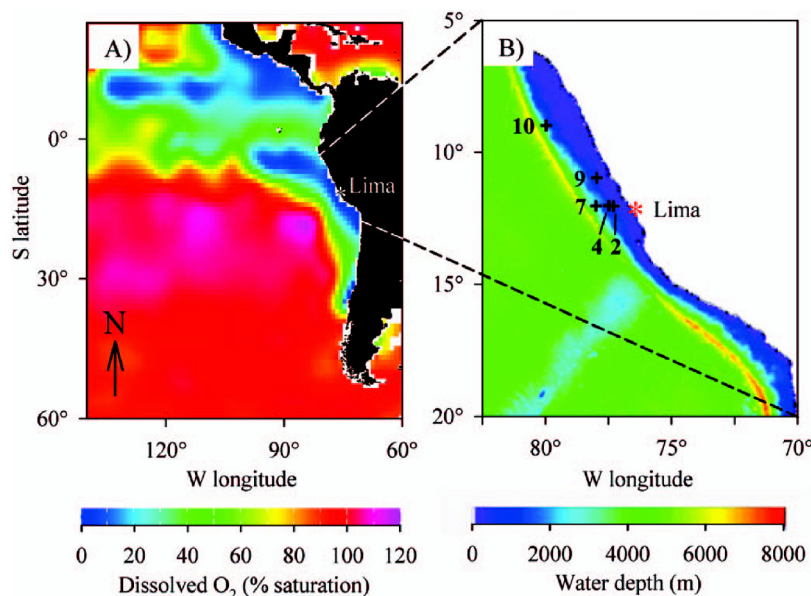 A)
0°
30°
60°
S latitude
Lima
N
120° 90° 60°
W longitude
0 20 40 60 80 100 120
Dissolved O₂ (% saturation)
B)
5°
10°
15°
20°
10
9
7
4 2
Lima
80° 75° 70°
W longitude
0 2000 4000 6000 8000
Water depth (m)